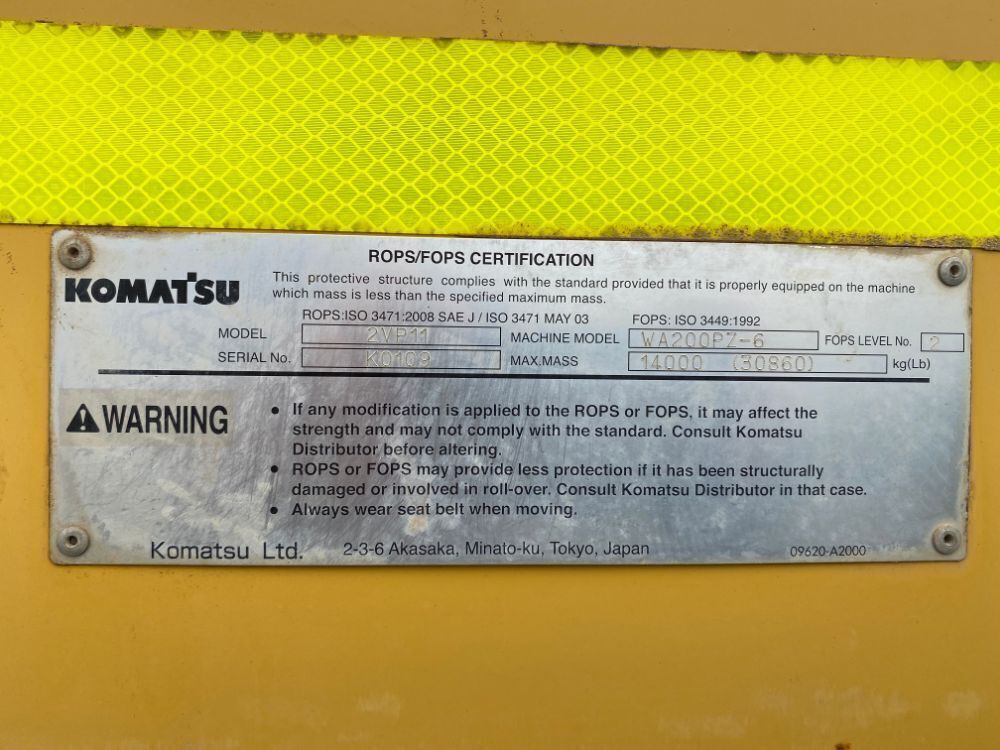 ROPS/FOPS CERTIFICATION
KOMATSU
This protective structure complies with the standard provided that it is properly equipped on the machine
which mass is less than the specified maximum mass.
ROPS:ISO 3471:2008 SAE J / ISO 3471 MAY 03 FOPS: ISO 3449:1992
MODEL 2VP11 MACHINE MODEL WA200PZ-6 FOPS LEVEL No. 2
SERIAL No. K0109 MAX.MASS 14000 (30860) kg(Lb)
WARNING
• If any modification is applied to the ROPS or FOPS, it may affect the
strength and may not comply with the standard. Consult Komatsu
Distributor before altering.
• ROPS or FOPS may provide less protection if it has been structurally
damaged or involved in roll-over. Consult Komatsu Distributor in that case.
• Always wear seat belt when moving.
Komatsu Ltd. 2-3-6 Akasaka, Minato-ku, Tokyo, Japan 09620-A2000